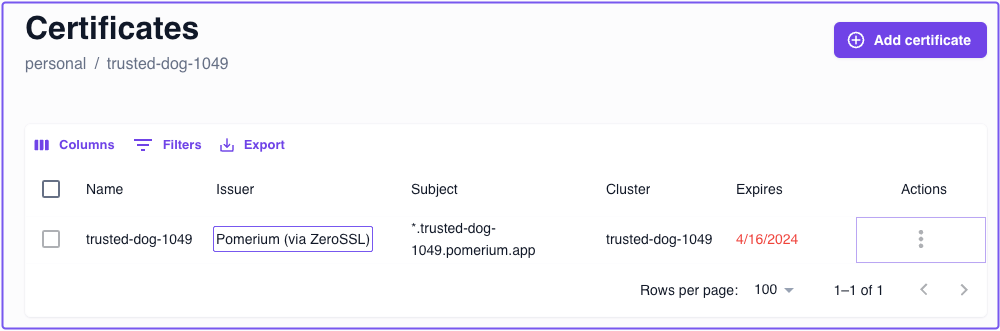 Certificates
personal / trusted-dog-1049
Add certificate
Columns Filters Export
Name Issuer Subject Cluster Expires Actions
trusted-dog-1049 Pomerium (via ZeroSSL) *.trusted-dog-
1049.pomerium.app trusted-dog-1049 4/16/2024
Rows per page: 100 1–1 of 1